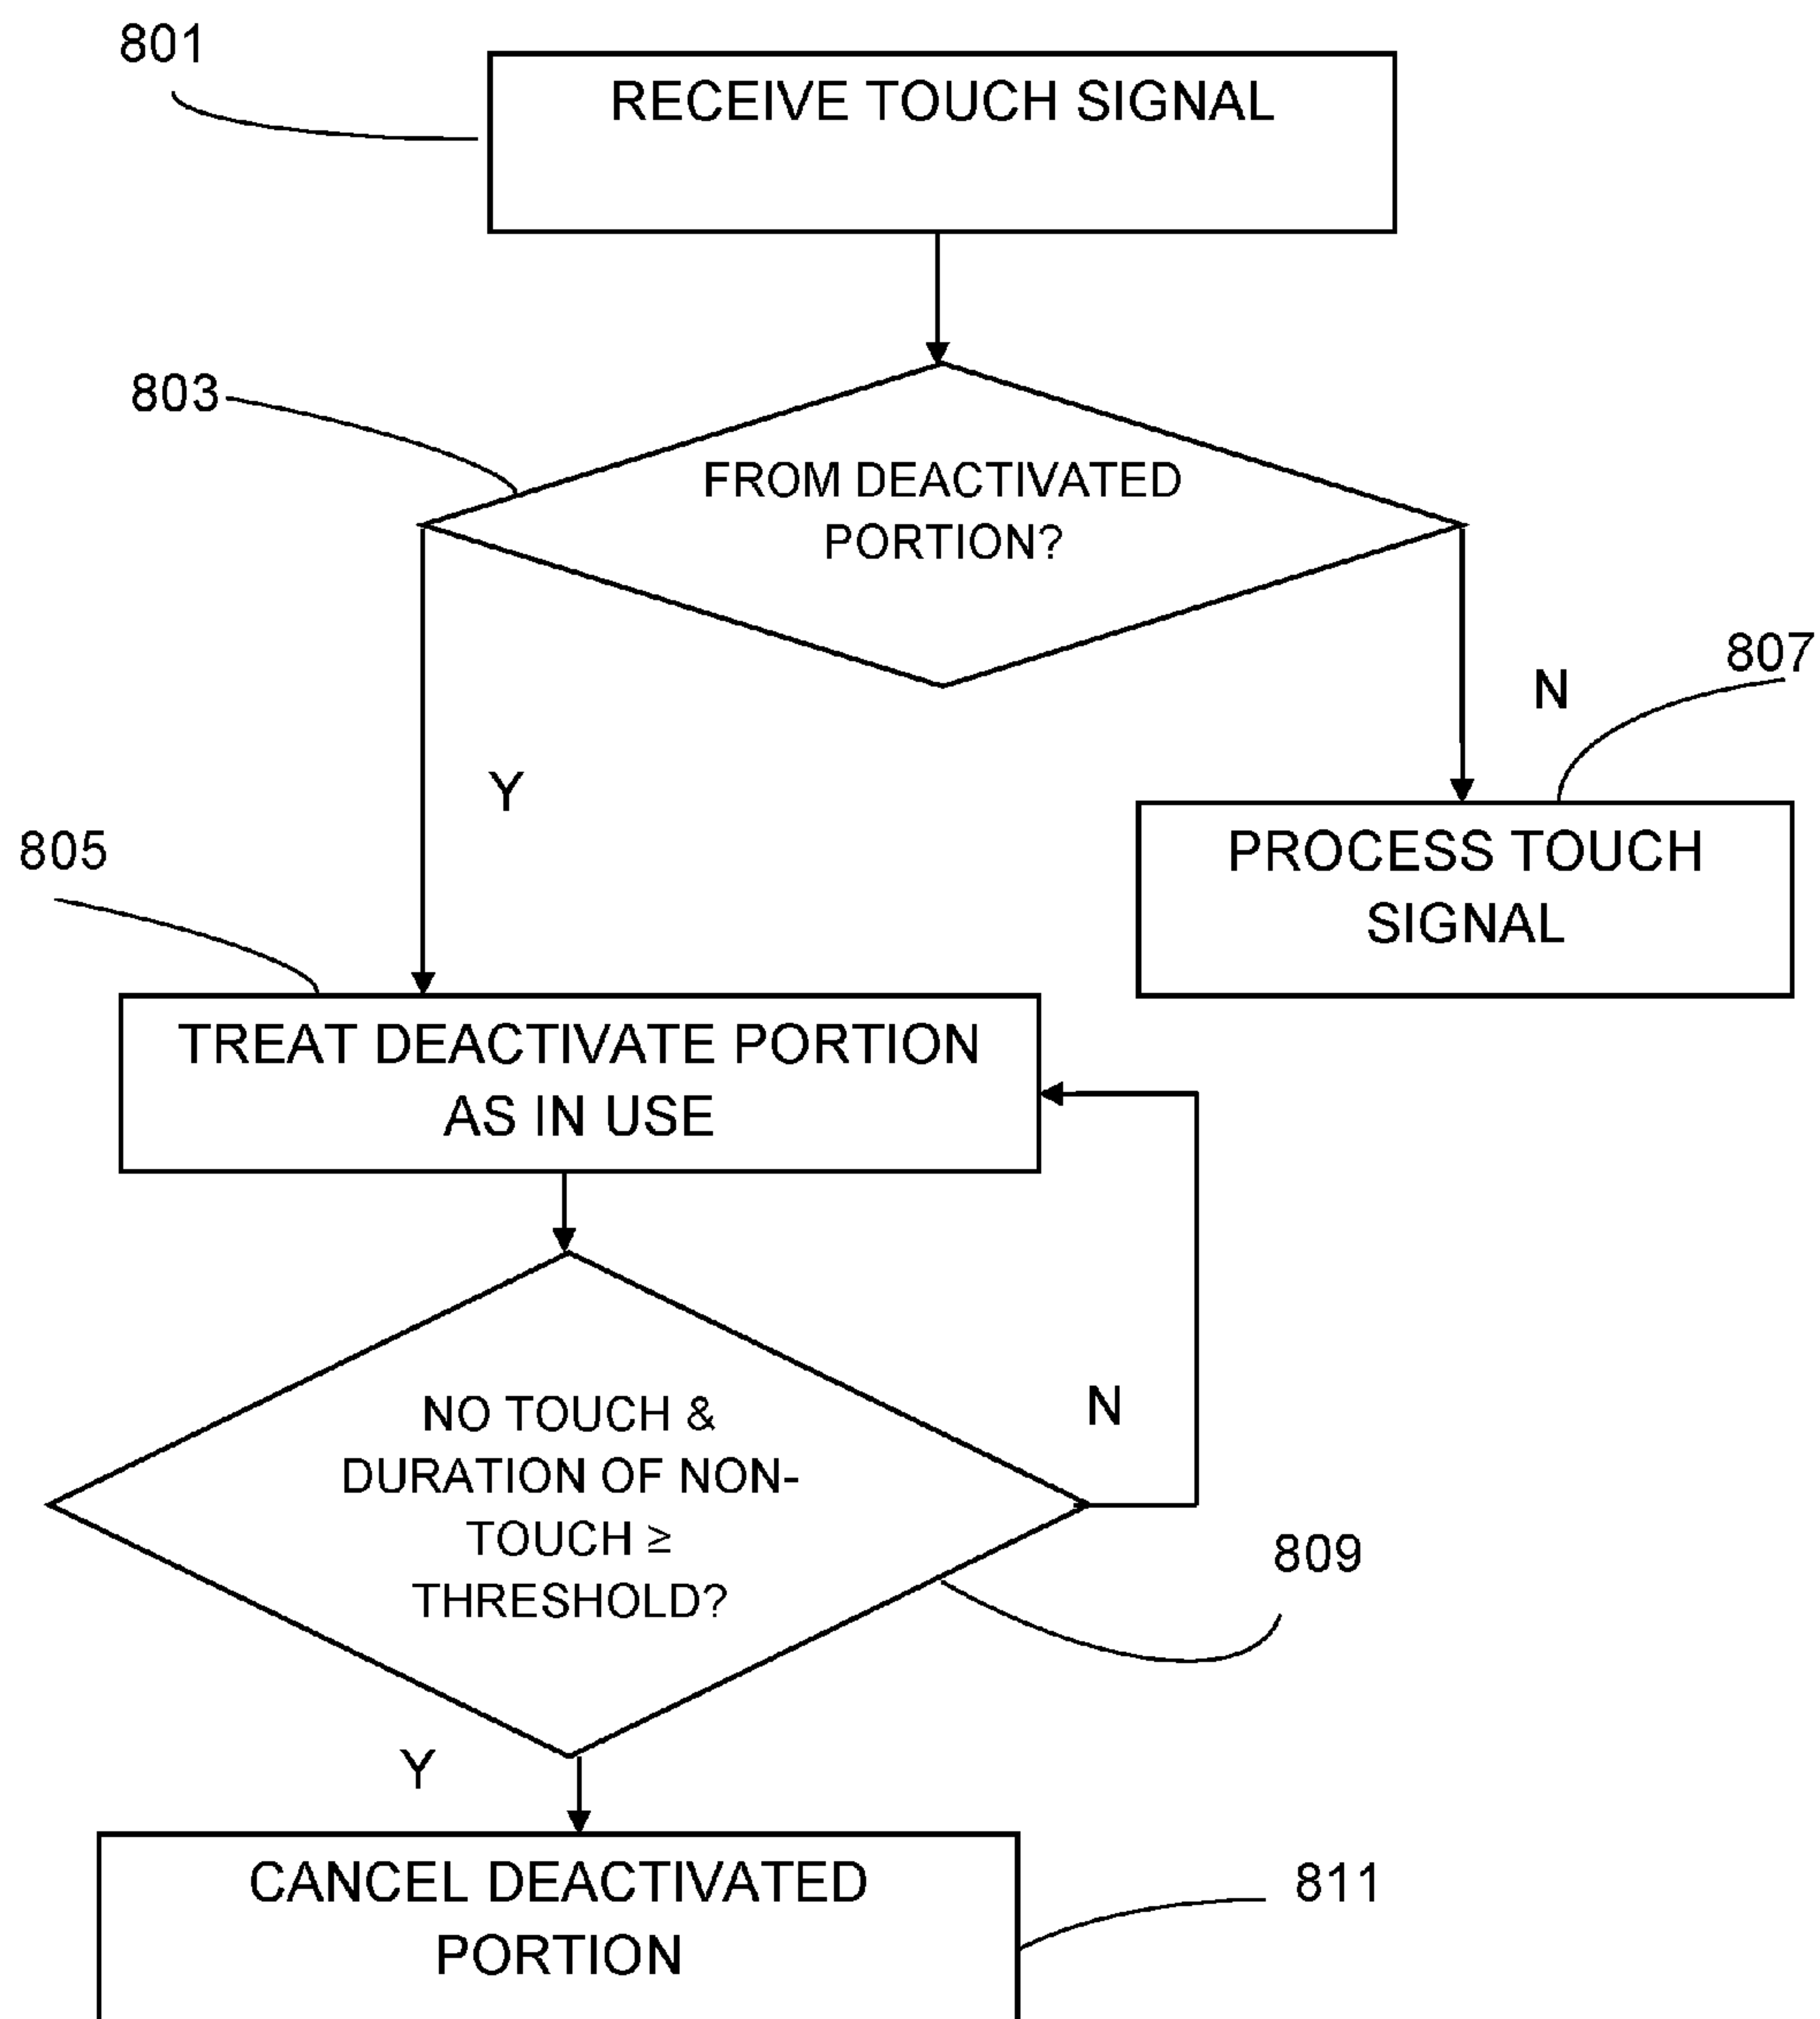 801
RECEIVE TOUCH SIGNAL
803
FROM DEACTIVATED
PORTION?
N
807
Y
PROCESS TOUCH
SIGNAL
805
TREAT DEACTIVATE PORTION
AS IN USE
NO TOUCH &
DURATION OF NON-
TOUCH ≥
THRESHOLD?
N
809
Y
CANCEL DEACTIVATED
PORTION
811